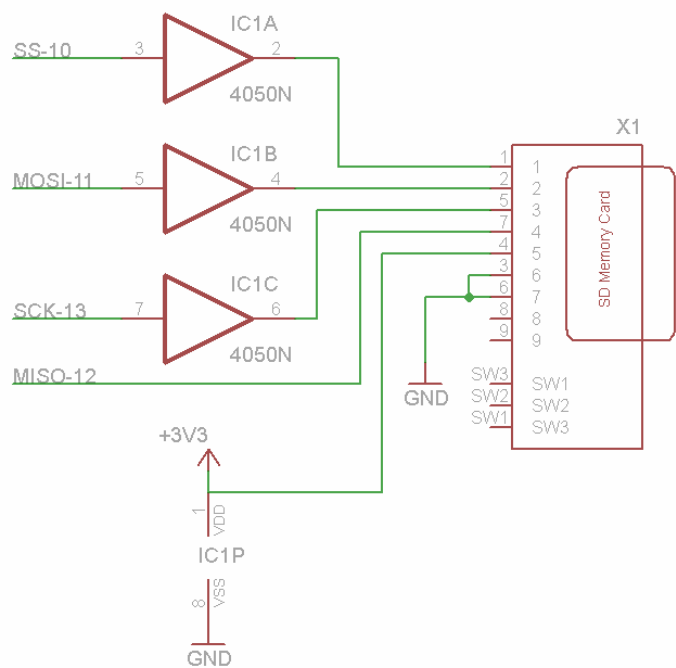 IC1A
SS-10 3 2
4050N
X1
IC1B
1 1
MOSI-11 5 4 2 2
5 3
4050N 7 4
4 5
IC1C 3 6
6 7
SCK-13 7 6 8 8
9 9
4050N
SD Memory Card
MISO-12 GND
SW3 SW1
SW2 SW2
SW1 SW3
+3V3
1 VDD
IC1P
8 VSS
GND